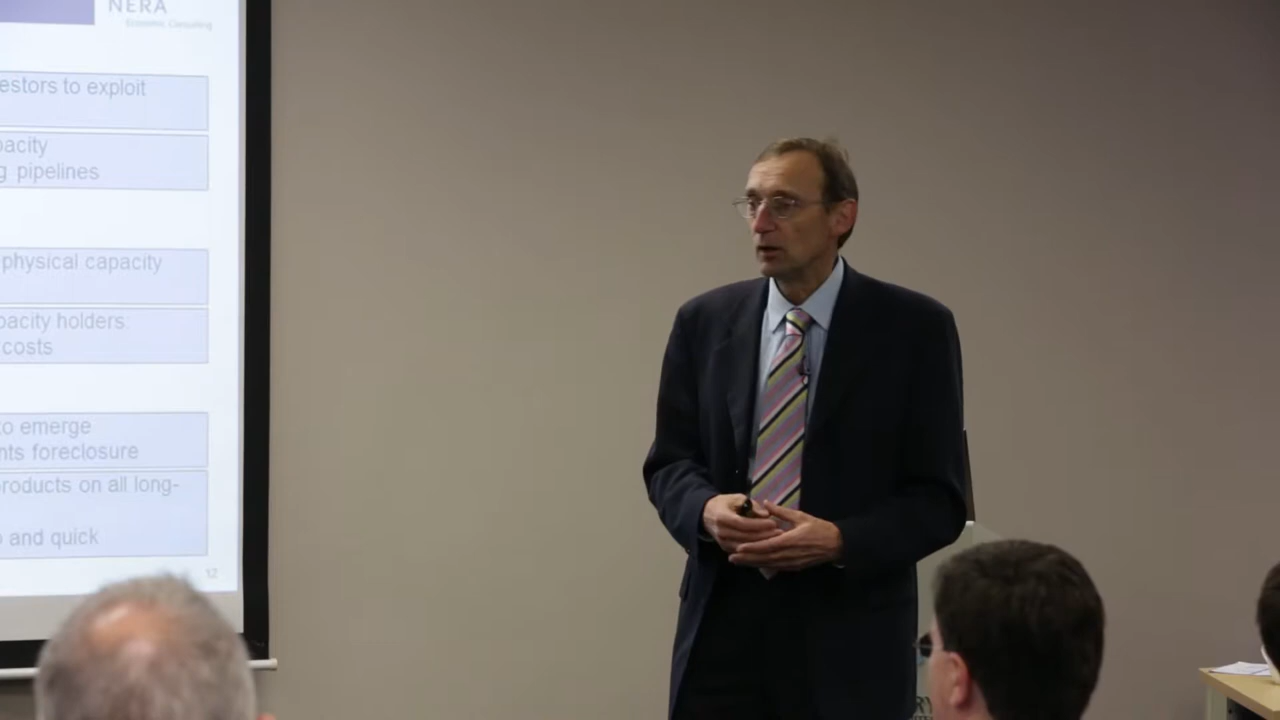 NERA
Economic Consulting
estors to exploit
pacity
g pipelines
physical capacity
pacity holders:
costs
to emerge
nts foreclosure
products on all long-
o and quick
12
RY